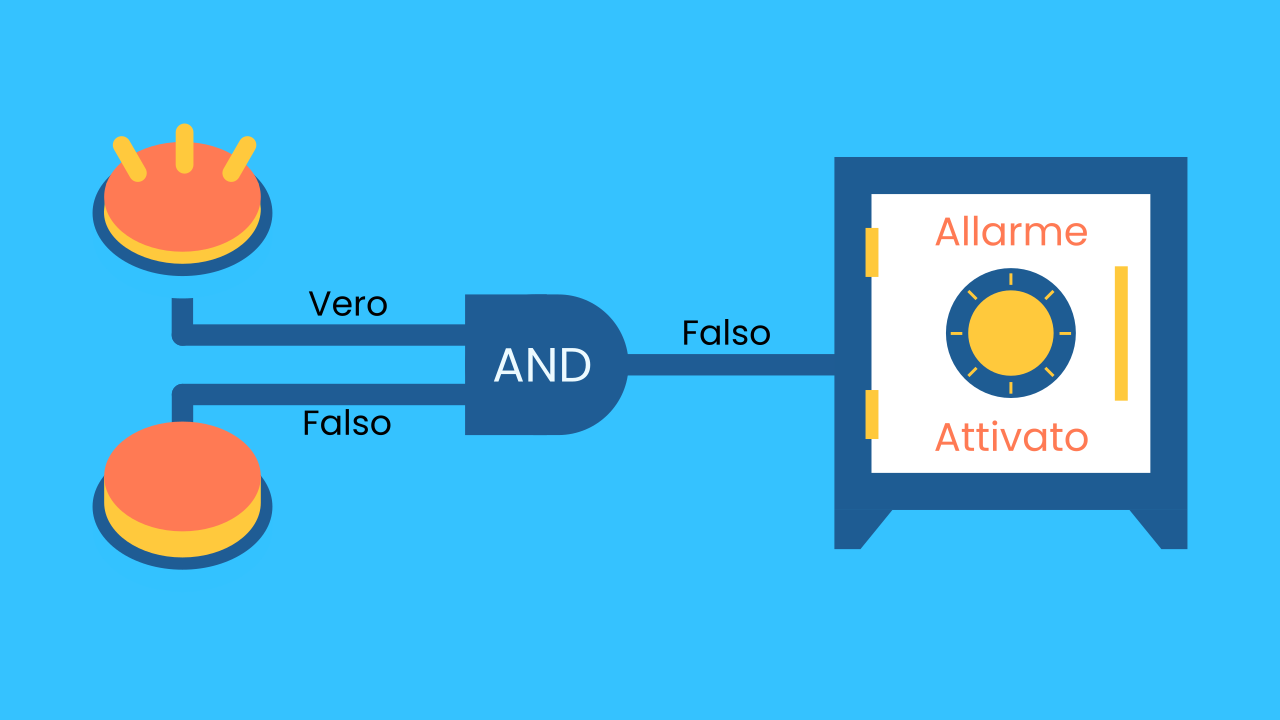 Vero
Falso
AND
Falso
Allarme
Attivato